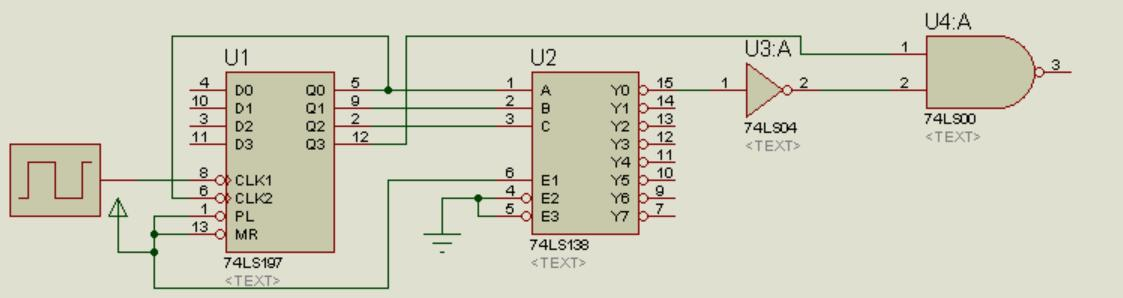 U1
4 D0 Q0 5
10 D1 Q1 9
3 D2 Q2 2
11 D3 Q3 12
8 CLK1
6 CLK2
1 PL
13 MR
74LS197
<TEXT>
U2
1 A Y0 15
2 B Y1 14
3 C Y2 13
Y3 12
Y4 11
6 E1 Y5 10
4 E2 Y6 9
5 E3 Y7 7
74LS138
<TEXT>
U3:A
1 2
74LS04
<TEXT>
U4:A
1
2
3
74LS00
<TEXT>